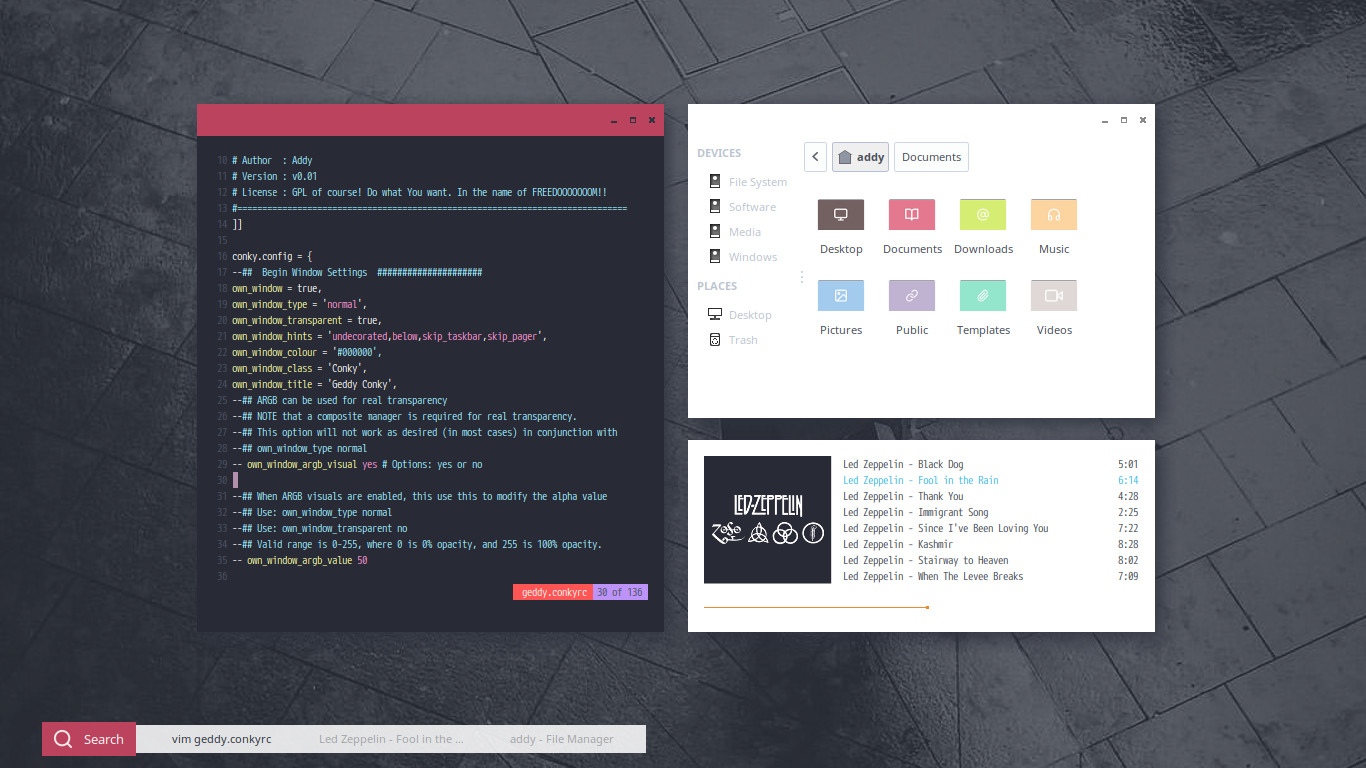 10 # Author  : Addy
11 # Version : v0.01
12 # License : GPL of course! Do what You want. In the name of FREEDOOOOOOOM!!
13 #==============================================================================
14 ]]
15
16 conky.config = {
17 --##  Begin Window Settings  #####################
18 own_window = true,
19 own_window_type = 'normal',
20 own_window_transparent = true,
21 own_window_hints = 'undecorated,below,skip_taskbar,skip_pager',
22 own_window_colour = '#000000',
23 own_window_class = 'Conky',
24 own_window_title = 'Geddy Conky',
25 --## ARGB can be used for real transparency
26 --## NOTE that a composite manager is required for real transparency.
27 --## This option will not work as desired (in most cases) in conjunction with
28 --## own_window_type normal
29 -- own_window_argb_visual yes # Options: yes or no
30
31 --## When ARGB visuals are enabled, this use this to modify the alpha value
32 --## Use: own_window_type normal
33 --## Use: own_window_transparent no
34 --## Valid range is 0-255, where 0 is 0% opacity, and 255 is 100% opacity.
35 -- own_window_argb_value 50
36
geddy.conkyrc 30 of 136
DEVICES
File System
Software
Media
Windows
PLACES
Desktop
Trash
addy Documents
Desktop Documents Downloads Music
Pictures Public Templates Videos
LED-ZEPPELIN
Led Zeppelin - Black Dog 5:01
Led Zeppelin - Fool in the Rain 6:14
Led Zeppelin - Thank You 4:28
Led Zeppelin - Immigrant Song 2:25
Led Zeppelin - Since I've Been Loving You 7:22
Led Zeppelin - Kashmir 8:28
Led Zeppelin - Stairway to Heaven 8:02
Led Zeppelin - When The Levee Breaks 7:09
Search vim geddy.conkyrc Led Zeppelin - Fool in the ... addy - File Manager